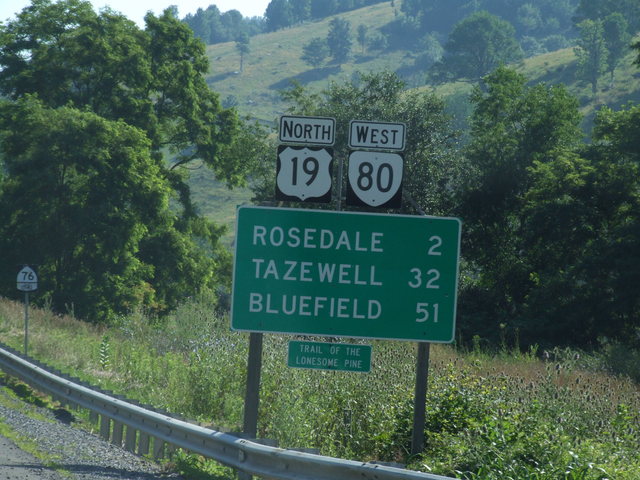 NORTH WEST
19 80
ROSEDALE 2
TAZEWELL 32
BLUEFIELD 51
TRAIL OF THE
LONESOME PINE
76